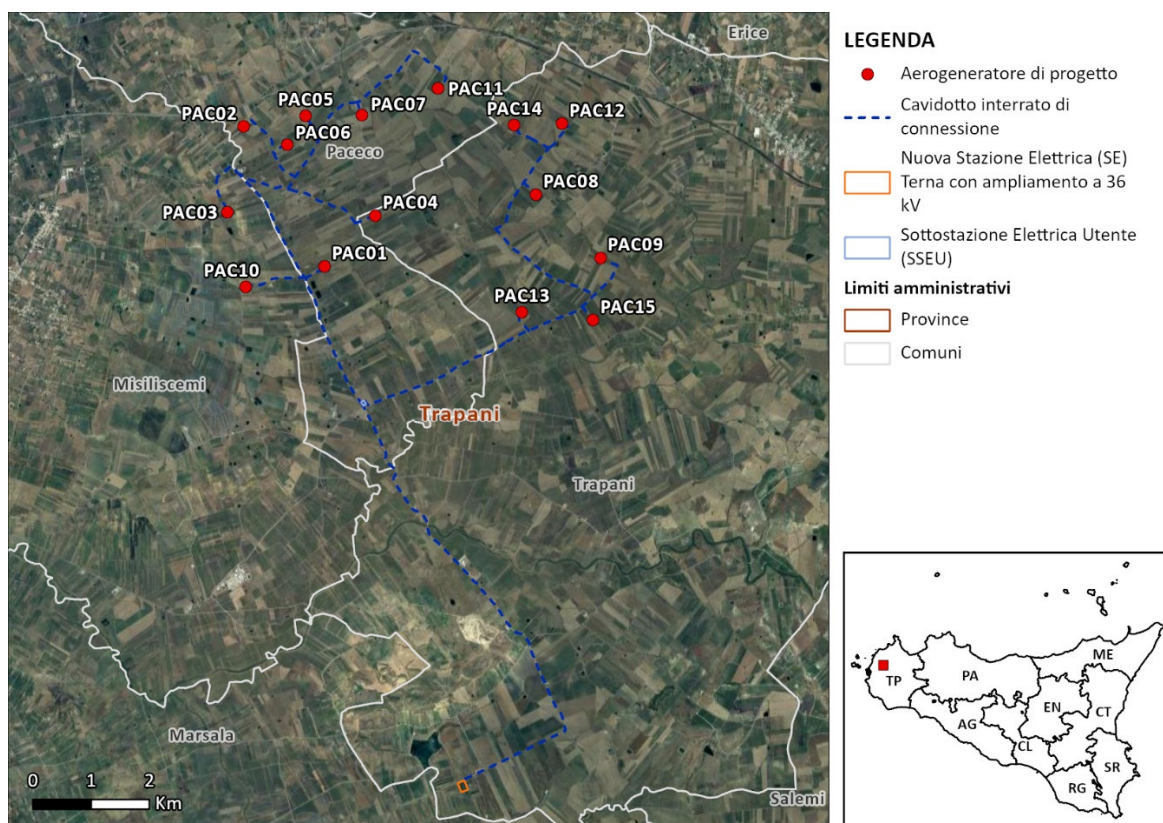 Erice
PAC11
PAC05
PAC07
PAC14
PAC12
PAC02
PAC06
Paceco
PAC08
PAC03
PAC04
PAC09
PAC01
PAC10
PAC13
PAC15
Misiliscemi
Trapani
Trapani
Marsala
Salemi
0 1 2
Km
LEGENDA
Aerogeneratore di progetto
Cavidotto interrato di
connessione
Nuova Stazione Elettrica (SE)
Terna con ampliamento a 36
kV
Sottostazione Elettrica Utente
(SSEU)
Limiti amministrativi
Province
Comuni
ME
PA
TP
EN
CT
AG
CL
SR
RG